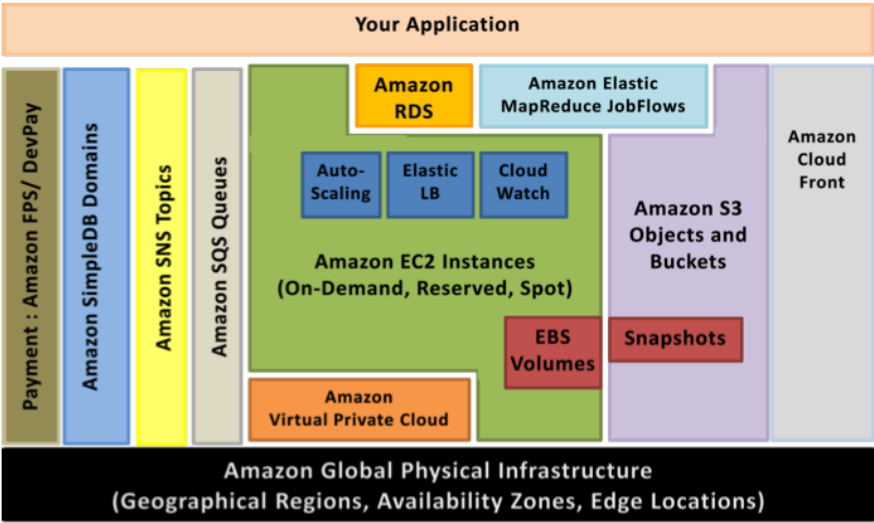 Your Application
Payment : Amazon FPS/ DevPay
Amazon SimpleDB Domains
Amazon SNS Topics
Amazon SQS Queues
Amazon
RDS
Amazon Elastic
MapReduce JobFlows
Auto-
Scaling
Elastic
LB
Cloud
Watch
Amazon EC2 Instances
(On-Demand, Reserved, Spot)
EBS
Volumes
Amazon
Virtual Private Cloud
Amazon S3
Objects and
Buckets
Snapshots
Amazon
Cloud
Front
Amazon Global Physical Infrastructure
(Geographical Regions, Availability Zones, Edge Locations)